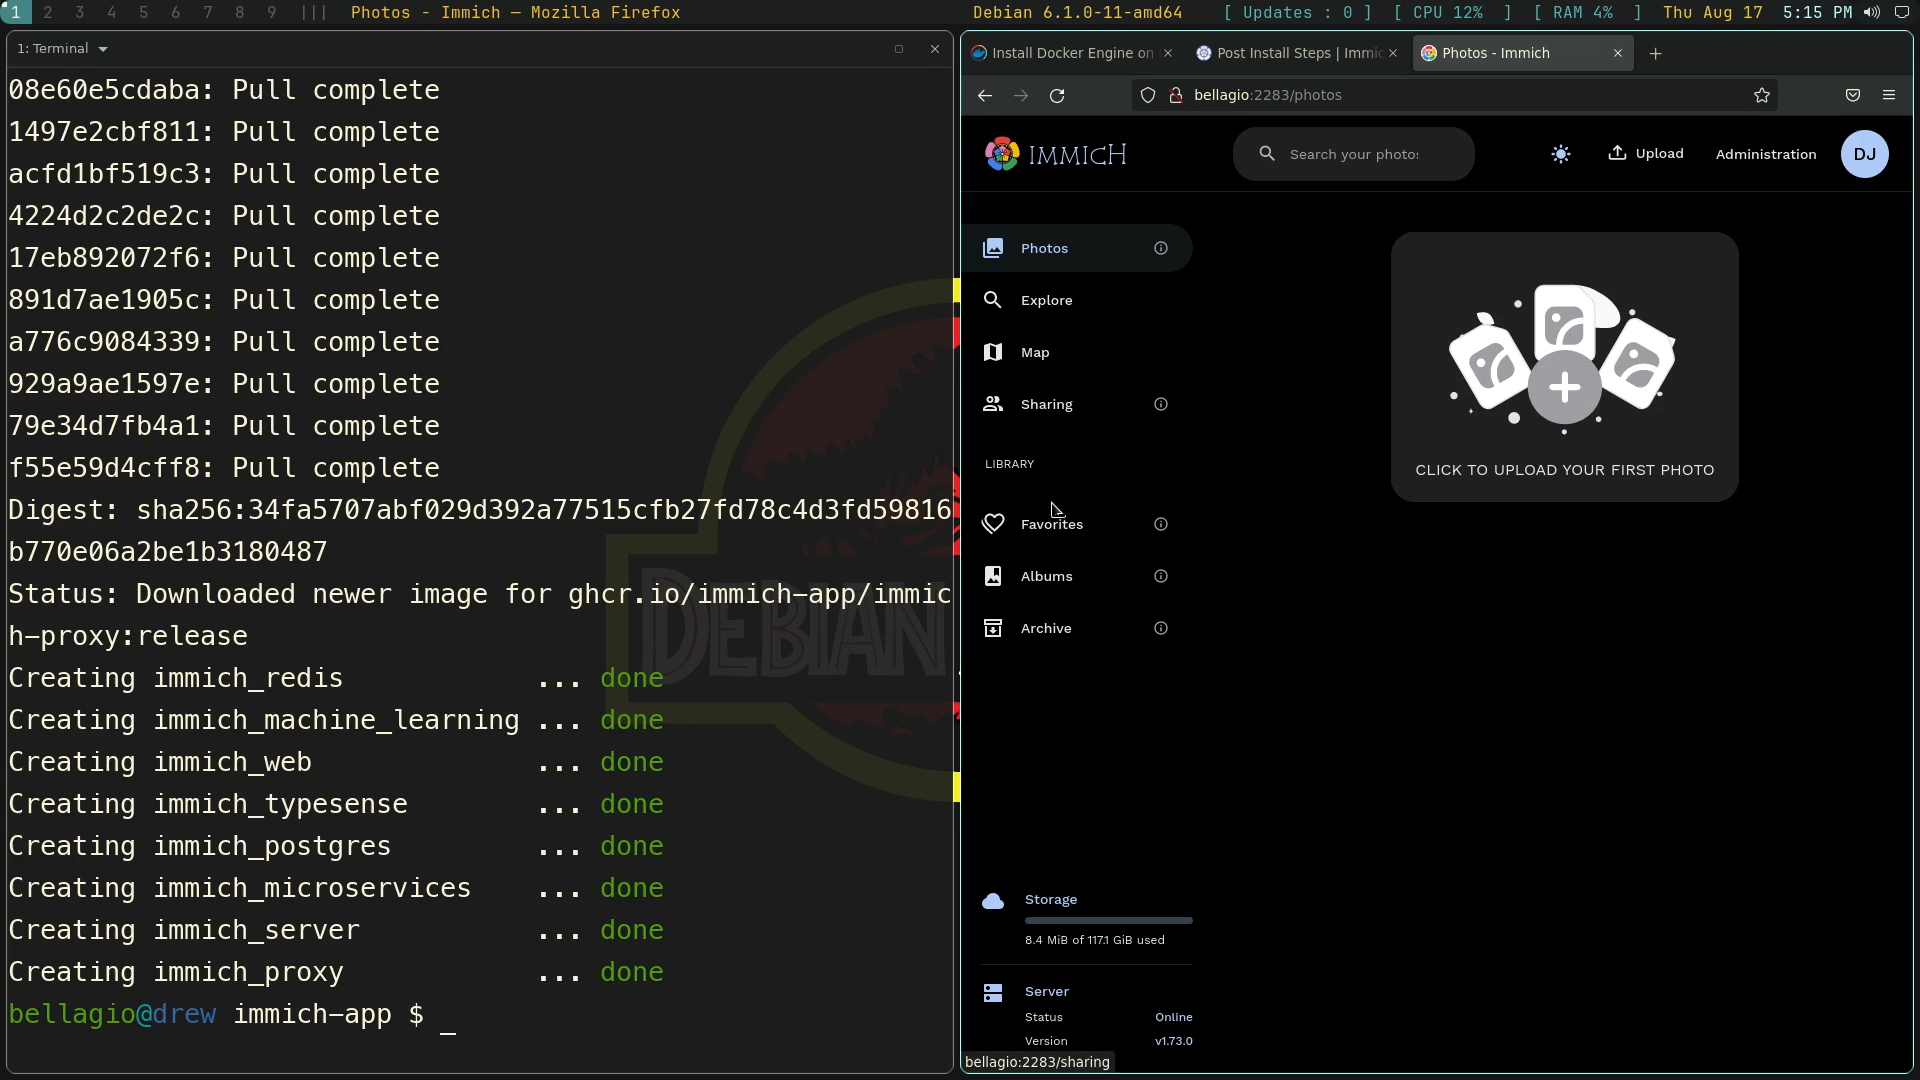 1 2 3 4 5 6 7 8 9 ||| Photos - Immich — Mozilla Firefox Debian 6.1.0-11-amd64 [ Updates : 0 ] [ CPU 12% ] [ RAM 4% ] Thu Aug 17 5:15 PM
1: Terminal
08e60e5cdaba: Pull complete
1497e2cbf811: Pull complete
acfd1bf519c3: Pull complete
4224d2c2de2c: Pull complete
17eb892072f6: Pull complete
891d7ae1905c: Pull complete
a776c9084339: Pull complete
929a9ae1597e: Pull complete
79e34d7fb4a1: Pull complete
f55e59d4cff8: Pull complete
Digest: sha256:34fa5707abf029d392a77515cfb27fd78c4d3fd59816
b770e06a2be1b3180487
Status: Downloaded newer image for ghcr.io/immich-app/immic
h-proxy:release
Creating immich_redis ... done
Creating immich_machine_learning ... done
Creating immich_web ... done
Creating immich_typesense ... done
Creating immich_postgres ... done
Creating immich_microservices ... done
Creating immich_server ... done
Creating immich_proxy ... done
bellagio@drew immich-app $ _
DEBIAN
Install Docker Engine on Post Install Steps | Immic Photos - Immich
bellagio:2283/photos
IMMICH Search your photos Upload Administration DJ
Photos
Explore
Map
Sharing
LIBRARY
Favorites
Albums
Archive
CLICK TO UPLOAD YOUR FIRST PHOTO
Storage
8.4 MiB of 117.1 GiB used
Server
Status Online
Version v1.73.0
bellagio:2283/sharing